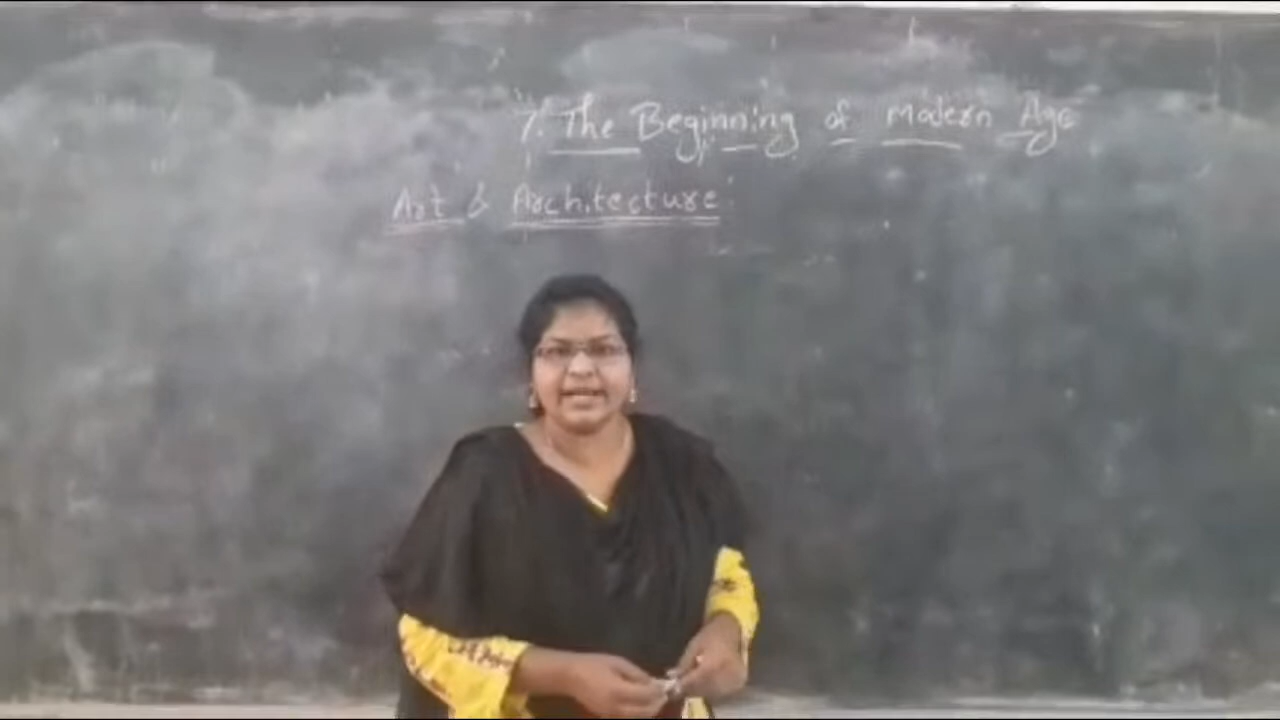 7. The Beginning of Modern Age
Art & Architecture: